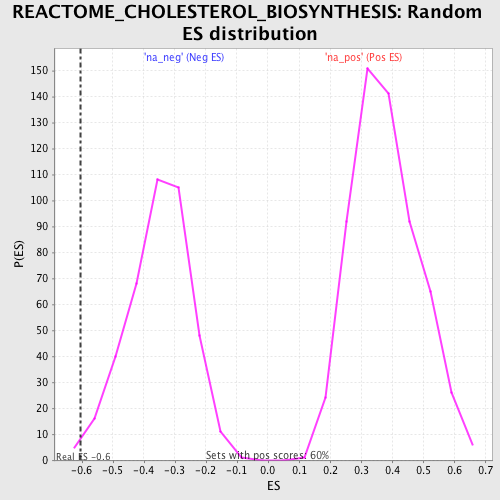 REACTOME_CHOLESTEROL_BIOSYNTHESIS: Random
ES distribution
'na_neg' (Neg ES)
'na_pos' (Pos ES)
150
140
130
120
110
100
90
80
70
60
50
40
30
20
10
0
P(ES)
Real ES -0.6
Sets with pos scores: 60%
-0.6 -0.5 -0.4 -0.3 -0.2 -0.1 0.0 0.1 0.2 0.3 0.4 0.5 0.6 0.7
ES